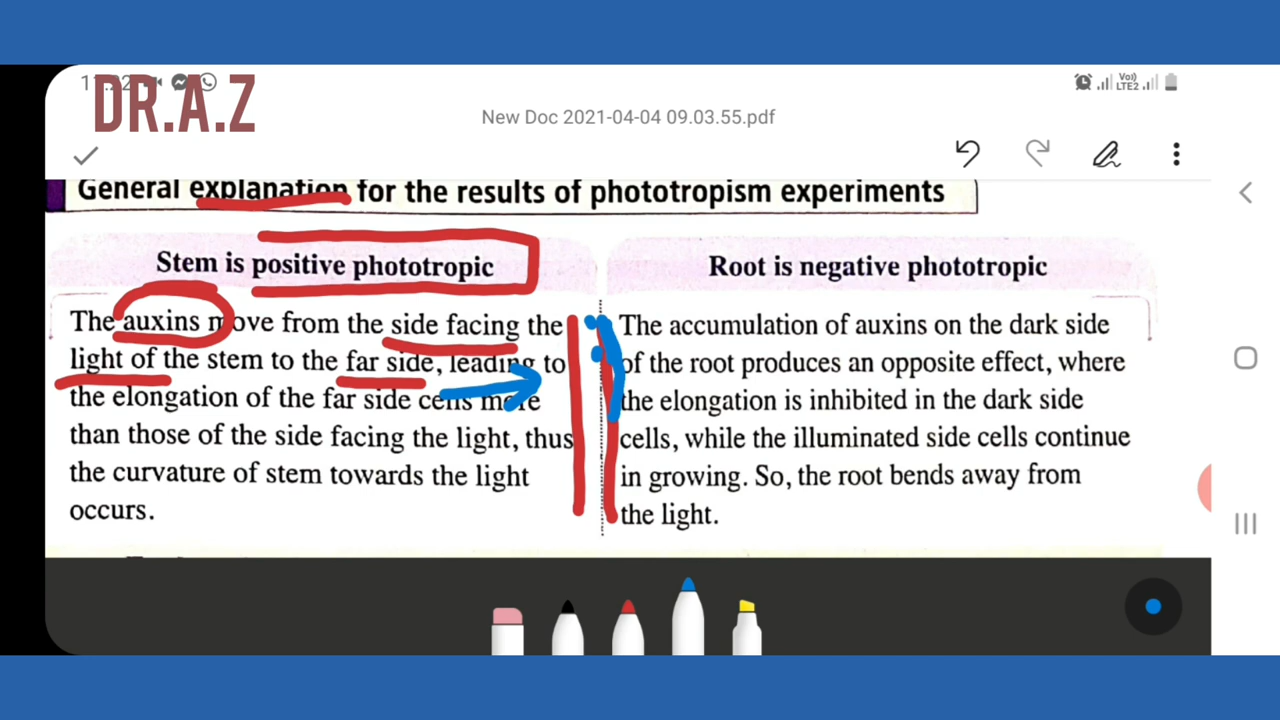 DR.A.Z
New Doc 2021-04-04 09.03.55.pdf
General explanation for the results of phototropism experiments
Stem is positive phototropic
The auxins move from the side facing the
light of the stem to the far side, leading to
the elongation of the far side cells more
than those of the side facing the light, thus
the curvature of stem towards the light
occurs.
Root is negative phototropic
The accumulation of auxins on the dark side
of the root produces an opposite effect, where
the elongation is inhibited in the dark side
cells, while the illuminated side cells continue
in growing. So, the root bends away from
the light.